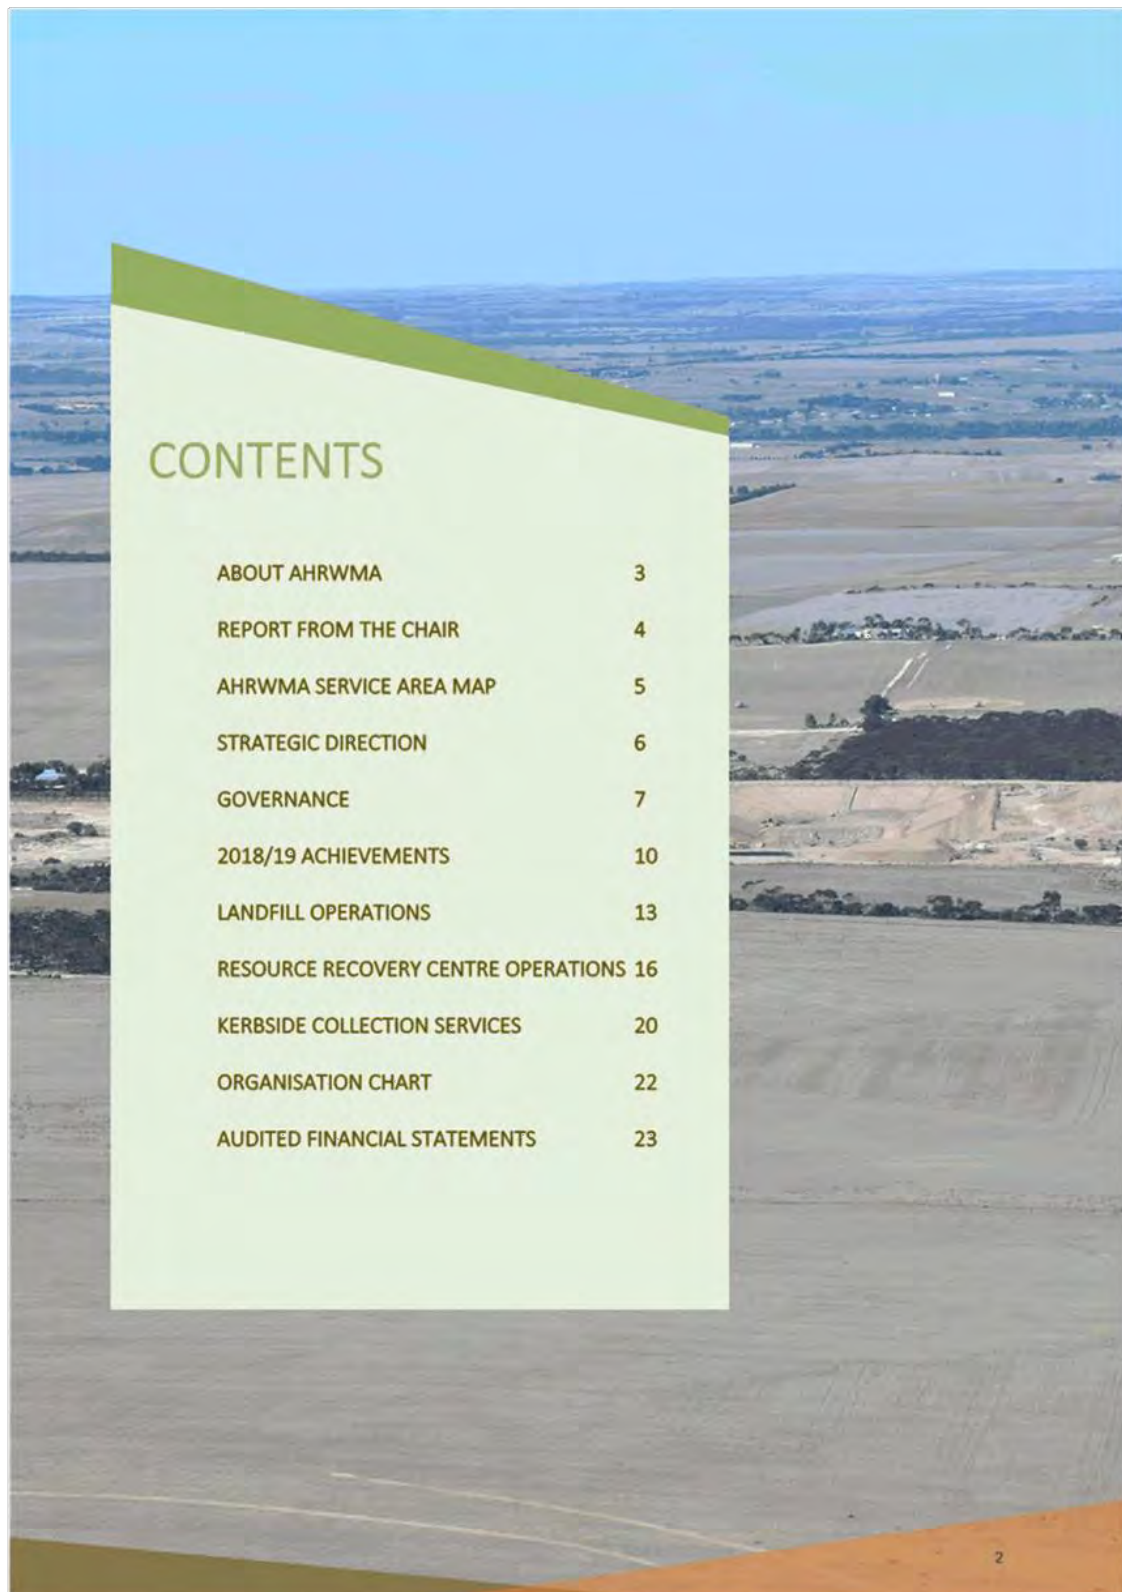 CONTENTS
ABOUT AHRWMA 3
REPORT FROM THE CHAIR 4
AHRWMA SERVICE AREA MAP 5
STRATEGIC DIRECTION 6
GOVERNANCE 7
2018/19 ACHIEVEMENTS 10
LANDFILL OPERATIONS 13
RESOURCE RECOVERY CENTRE OPERATIONS 16
KERBSIDE COLLECTION SERVICES 20
ORGANISATION CHART 22
AUDITED FINANCIAL STATEMENTS 23
2